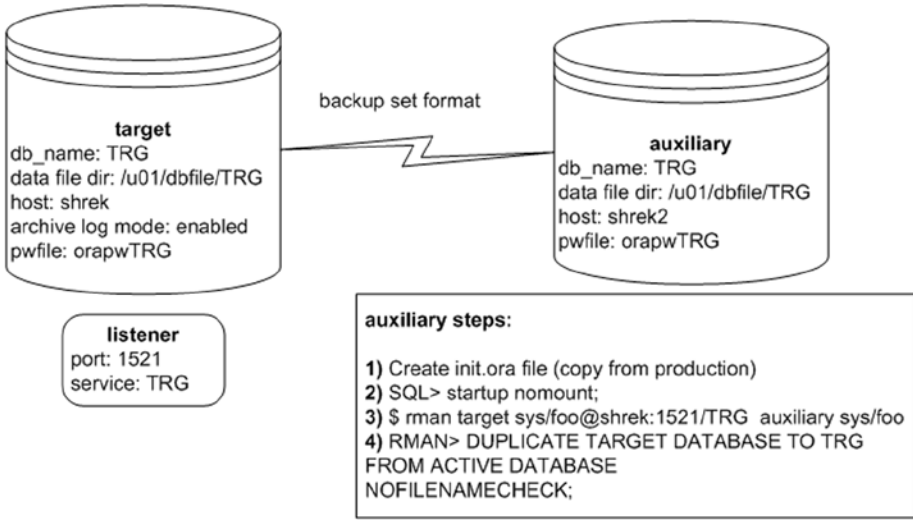 backup set format
target
db_name: TRG
data file dir: /u01/dbfile/TRG
host: shrek
archive log mode: enabled
pwfile: orapwTRG
auxiliary
db_name: TRG
data file dir: /u01/dbfile/TRG
host: shrek2
pwfile: orapwTRG
listener
port: 1521
service: TRG
auxiliary steps:
1) Create init.ora file (copy from production)
2) SQL> startup nomount;
3) $ rman target sys/foo@shrek:1521/TRG auxiliary sys/foo
4) RMAN> DUPLICATE TARGET DATABASE TO TRG
FROM ACTIVE DATABASE
NOFILENAMECHECK;